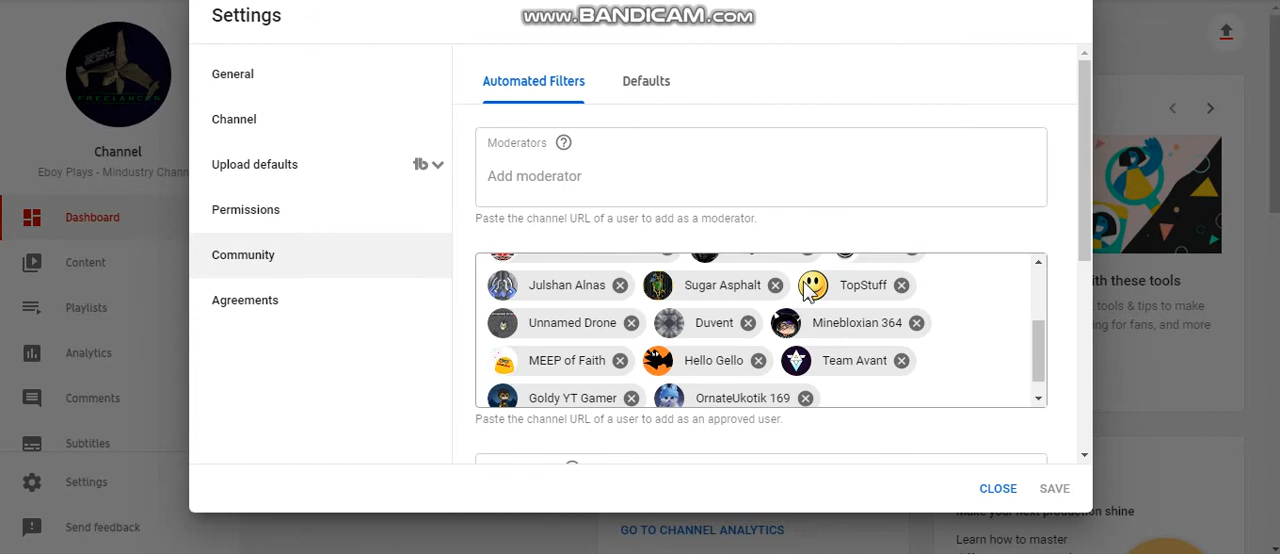 www.BANDICAM.com
Settings
FREELANCER
Channel
Eboy Plays - Mindustry Chann
Dashboard
Content
Playlists
Analytics
Comments
Subtitles
Settings
Send feedback
General
Channel
Upload defaults
Permissions
Community
Agreements
Automated Filters Defaults
Moderators ?
Add moderator
Paste the channel URL of a user to add as a moderator.
Julshan Alnas Sugar Asphalt TopStuff
Unnamed Drone Duvent Minebloxian 364
MEEP of Faith Hello Gello Team Avant
Goldy YT Gamer OrnateUkotik 169
Paste the channel URL of a user to add as an approved user.
CLOSE SAVE
GO TO CHANNEL ANALYTICS
ith these tools
tools & tips to make
ing for fans, and more
Make your next production shine
Learn how to master